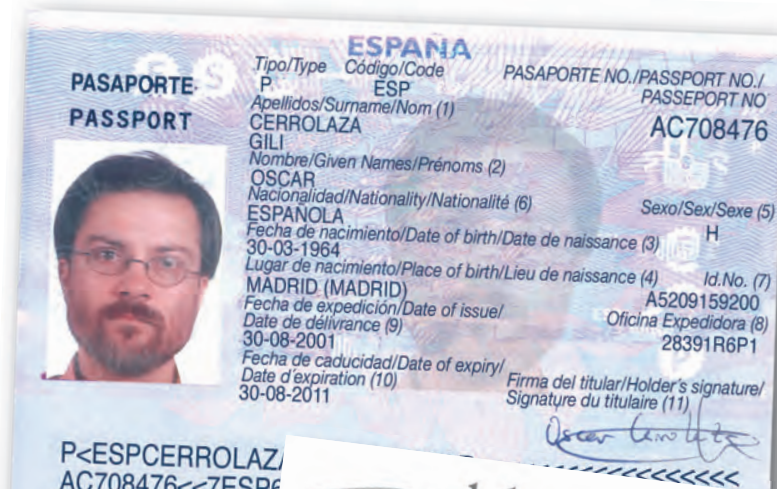 ESPAÑA
PASAPORTE
PASSPORT
Tipo/Type Código/Code PASAPORTE NO./PASSPORT NO./
P ESP PASSEPORT NO
Apellidos/Surname/Nom (1)
CERROLAZA AC708476
GILI
Nombre/Given Names/Prénoms (2)
OSCAR
Nacionalidad/Nationality/Nationalité (6) Sexo/Sex/Sexe (5)
ESPAÑOLA H
Fecha de nacimiento/Date of birth/Date de naissance (3)
30-03-1964
Lugar de nacimiento/Place of birth/Lieu de naissance (4) Id.No. (7)
MADRID (MADRID) A5209159200
Fecha de expedición/Date of issue/ Oficina Expedidora (8)
Date de délivrance (9) 28391R6P1
30-08-2001
Fecha de caducidad/Date of expiry/
Date d'expiration (10) Firma del titular/Holder's signature/
30-08-2011 Signature du titulaire (11)
P<ESPCERROLAZA <<<<<<<<<<<<
AC708476<<7ESP6